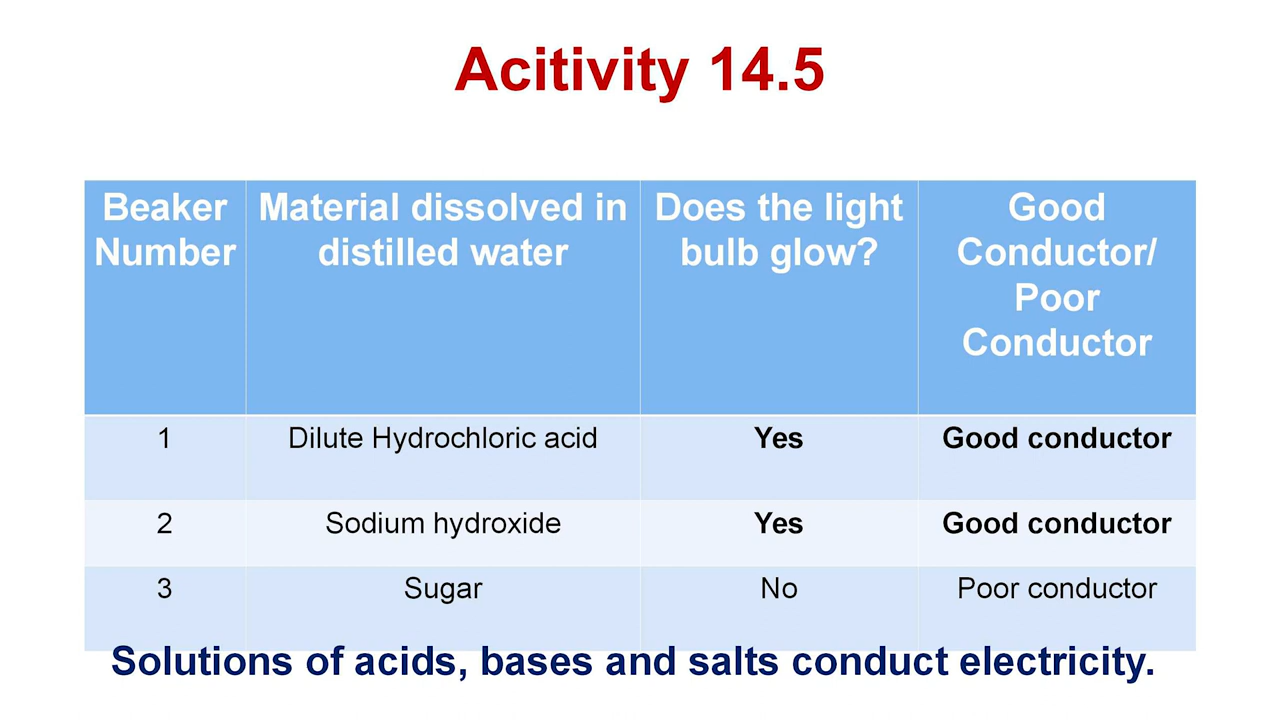 Acitivity 14.5
Beaker Number | Material dissolved in distilled water | Does the light bulb glow? | Good Conductor/ Poor Conductor
1 | Dilute Hydrochloric acid | Yes | Good conductor
2 | Sodium hydroxide | Yes | Good conductor
3 | Sugar | No | Poor conductor
Solutions of acids, bases and salts conduct electricity.